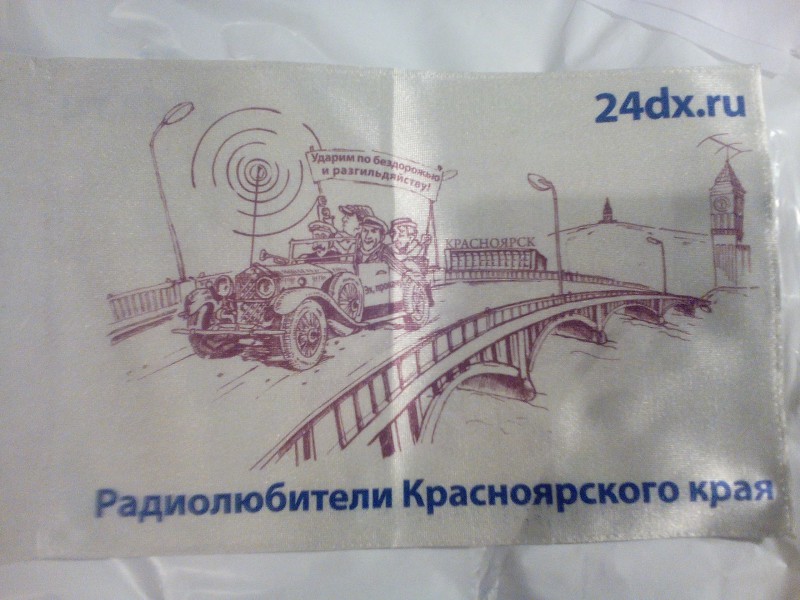 24dx.ru
Ударим по бездорожью
и разгильдяйству!
КРАСНОЯРСК
Радиолюбители Красноярского края